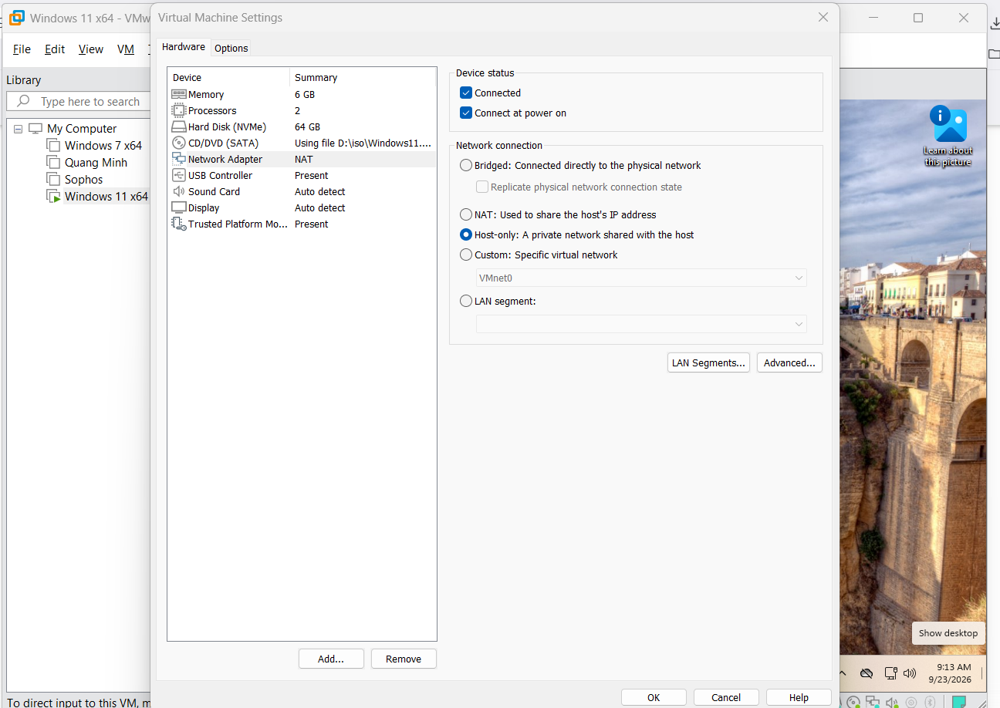 Windows 11 x64 - VMw
Virtual Machine Settings
File Edit View VM
Library
Type here to search
My Computer
Windows 7 x64
Quang Minh
Sophos
Windows 11 x64
Hardware Options
Device Summary
Memory 6 GB
Processors 2
Hard Disk (NVMe) 64 GB
CD/DVD (SATA) Using file D:\iso\Windows11....
Network Adapter NAT
USB Controller Present
Sound Card Auto detect
Display Auto detect
Trusted Platform Mo... Present
Add... Remove
Device status
Connected
Connect at power on
Network connection
Bridged: Connected directly to the physical network
Replicate physical network connection state
NAT: Used to share the host's IP address
Host-only: A private network shared with the host
Custom: Specific virtual network
VMnet0
LAN segment:
LAN Segments... Advanced...
OK Cancel Help
Learn about
this picture
Show desktop
9:13 AM
9/23/2026
To direct input to this VM, m